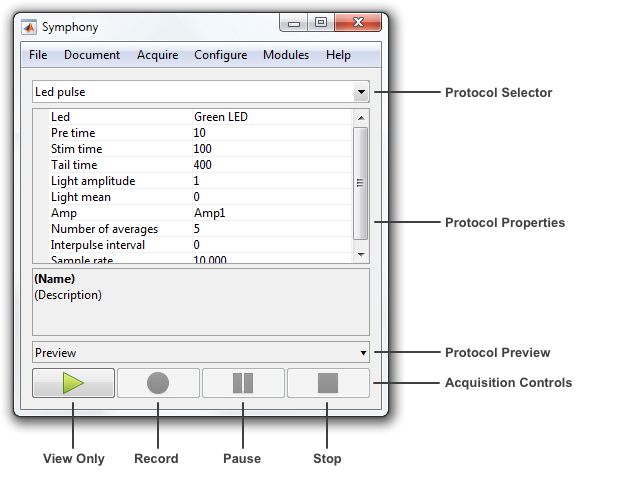 Symphony
File Document Acquire Configure Modules Help
Led pulse
Protocol Selector
Led Green LED
Pre time 10
Stim time 100
Tail time 400
Light amplitude 1
Light mean 0
Amp Amp1
Protocol Properties
Number of averages 5
Interpulse interval 0
Sample rate 10,000
(Name)
(Description)
Preview
Protocol Preview
Acquisition Controls
View Only Record Pause Stop